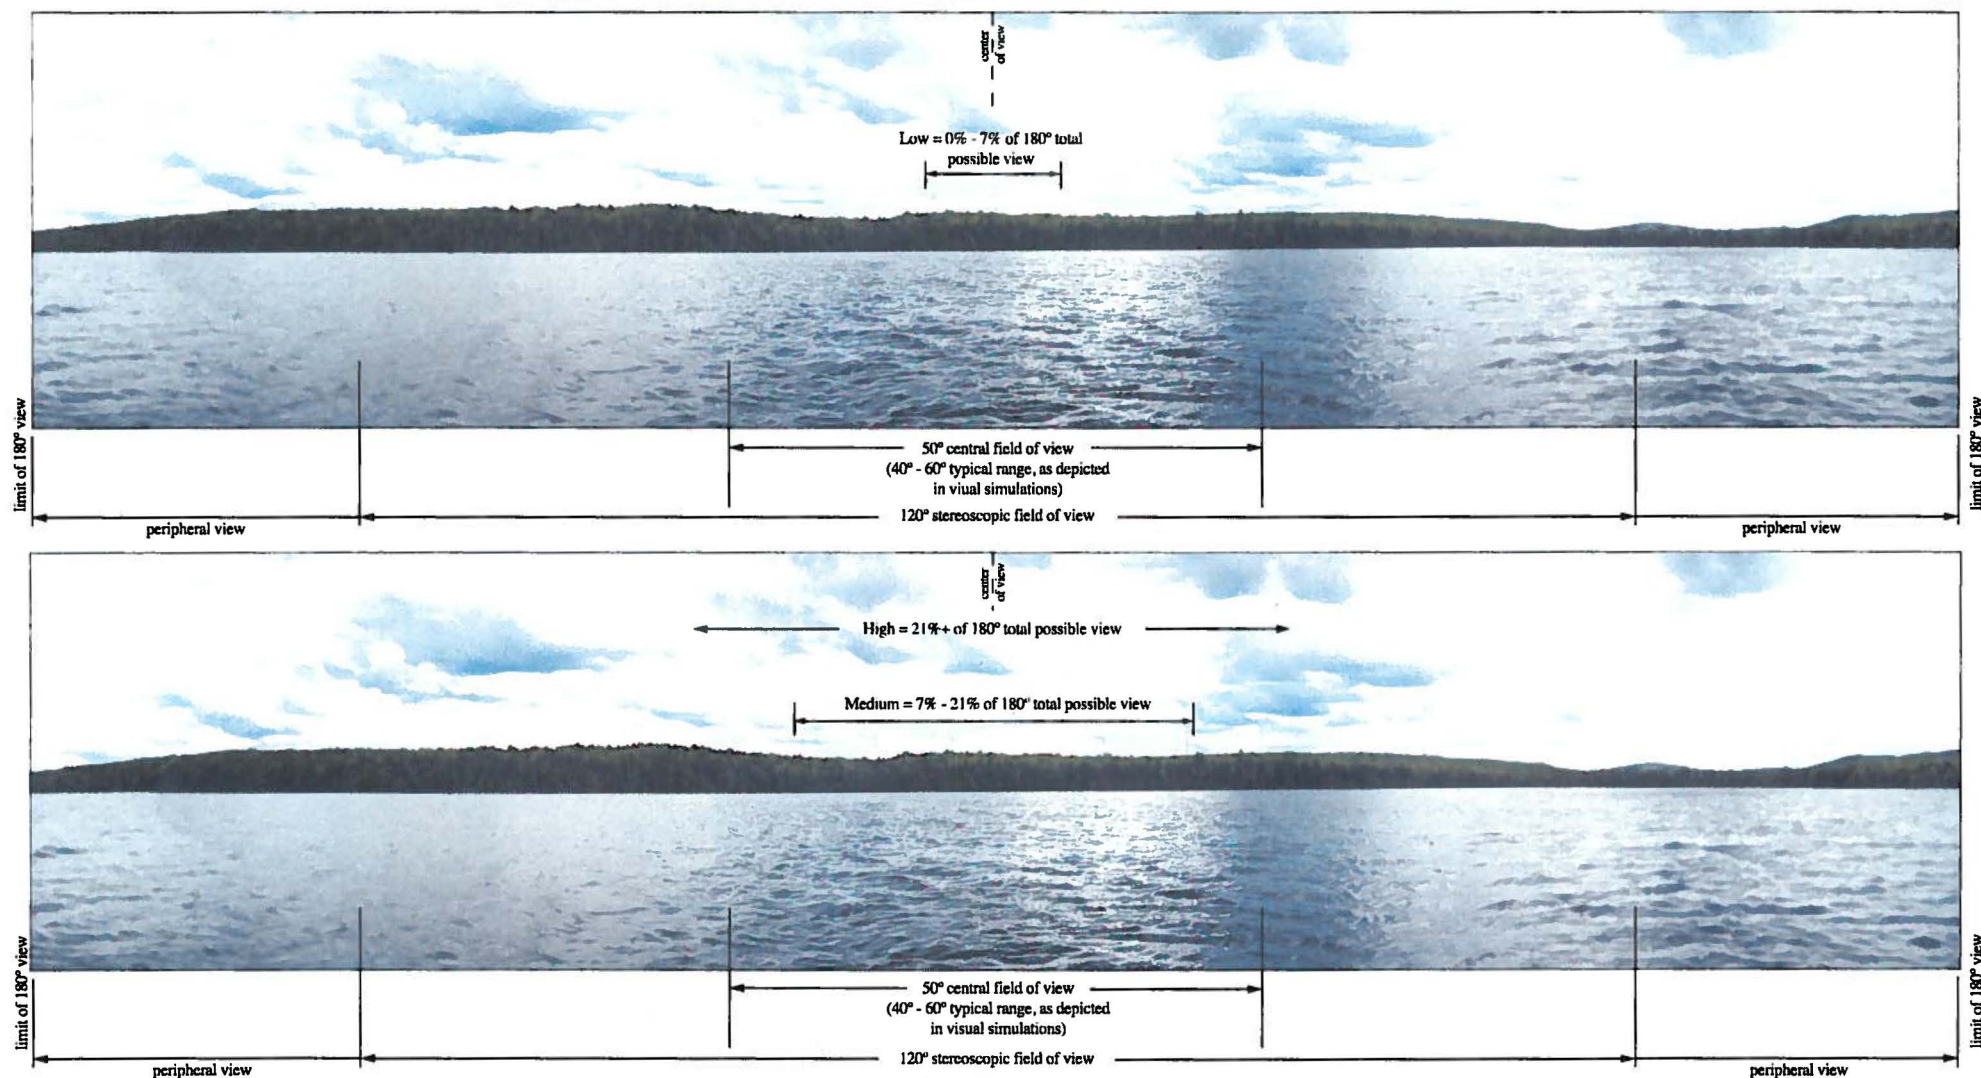 center
of view
Low = 0% - 7% of 180° total
possible view
limit of 180° view
limit of 180° view
50° central field of view
(40° - 60° typical range, as depicted
in viual simulations)
120° stereoscopic field of view
peripheral view
peripheral view
center
of view
High = 21%+ of 180° total possible view
Medium = 7% - 21% of 180° total possible view
limit of 180° view
limit of 180° view
50° central field of view
(40° - 60° typical range, as depicted
in visual simulations)
120° stereoscopic field of view
peripheral view
peripheral view